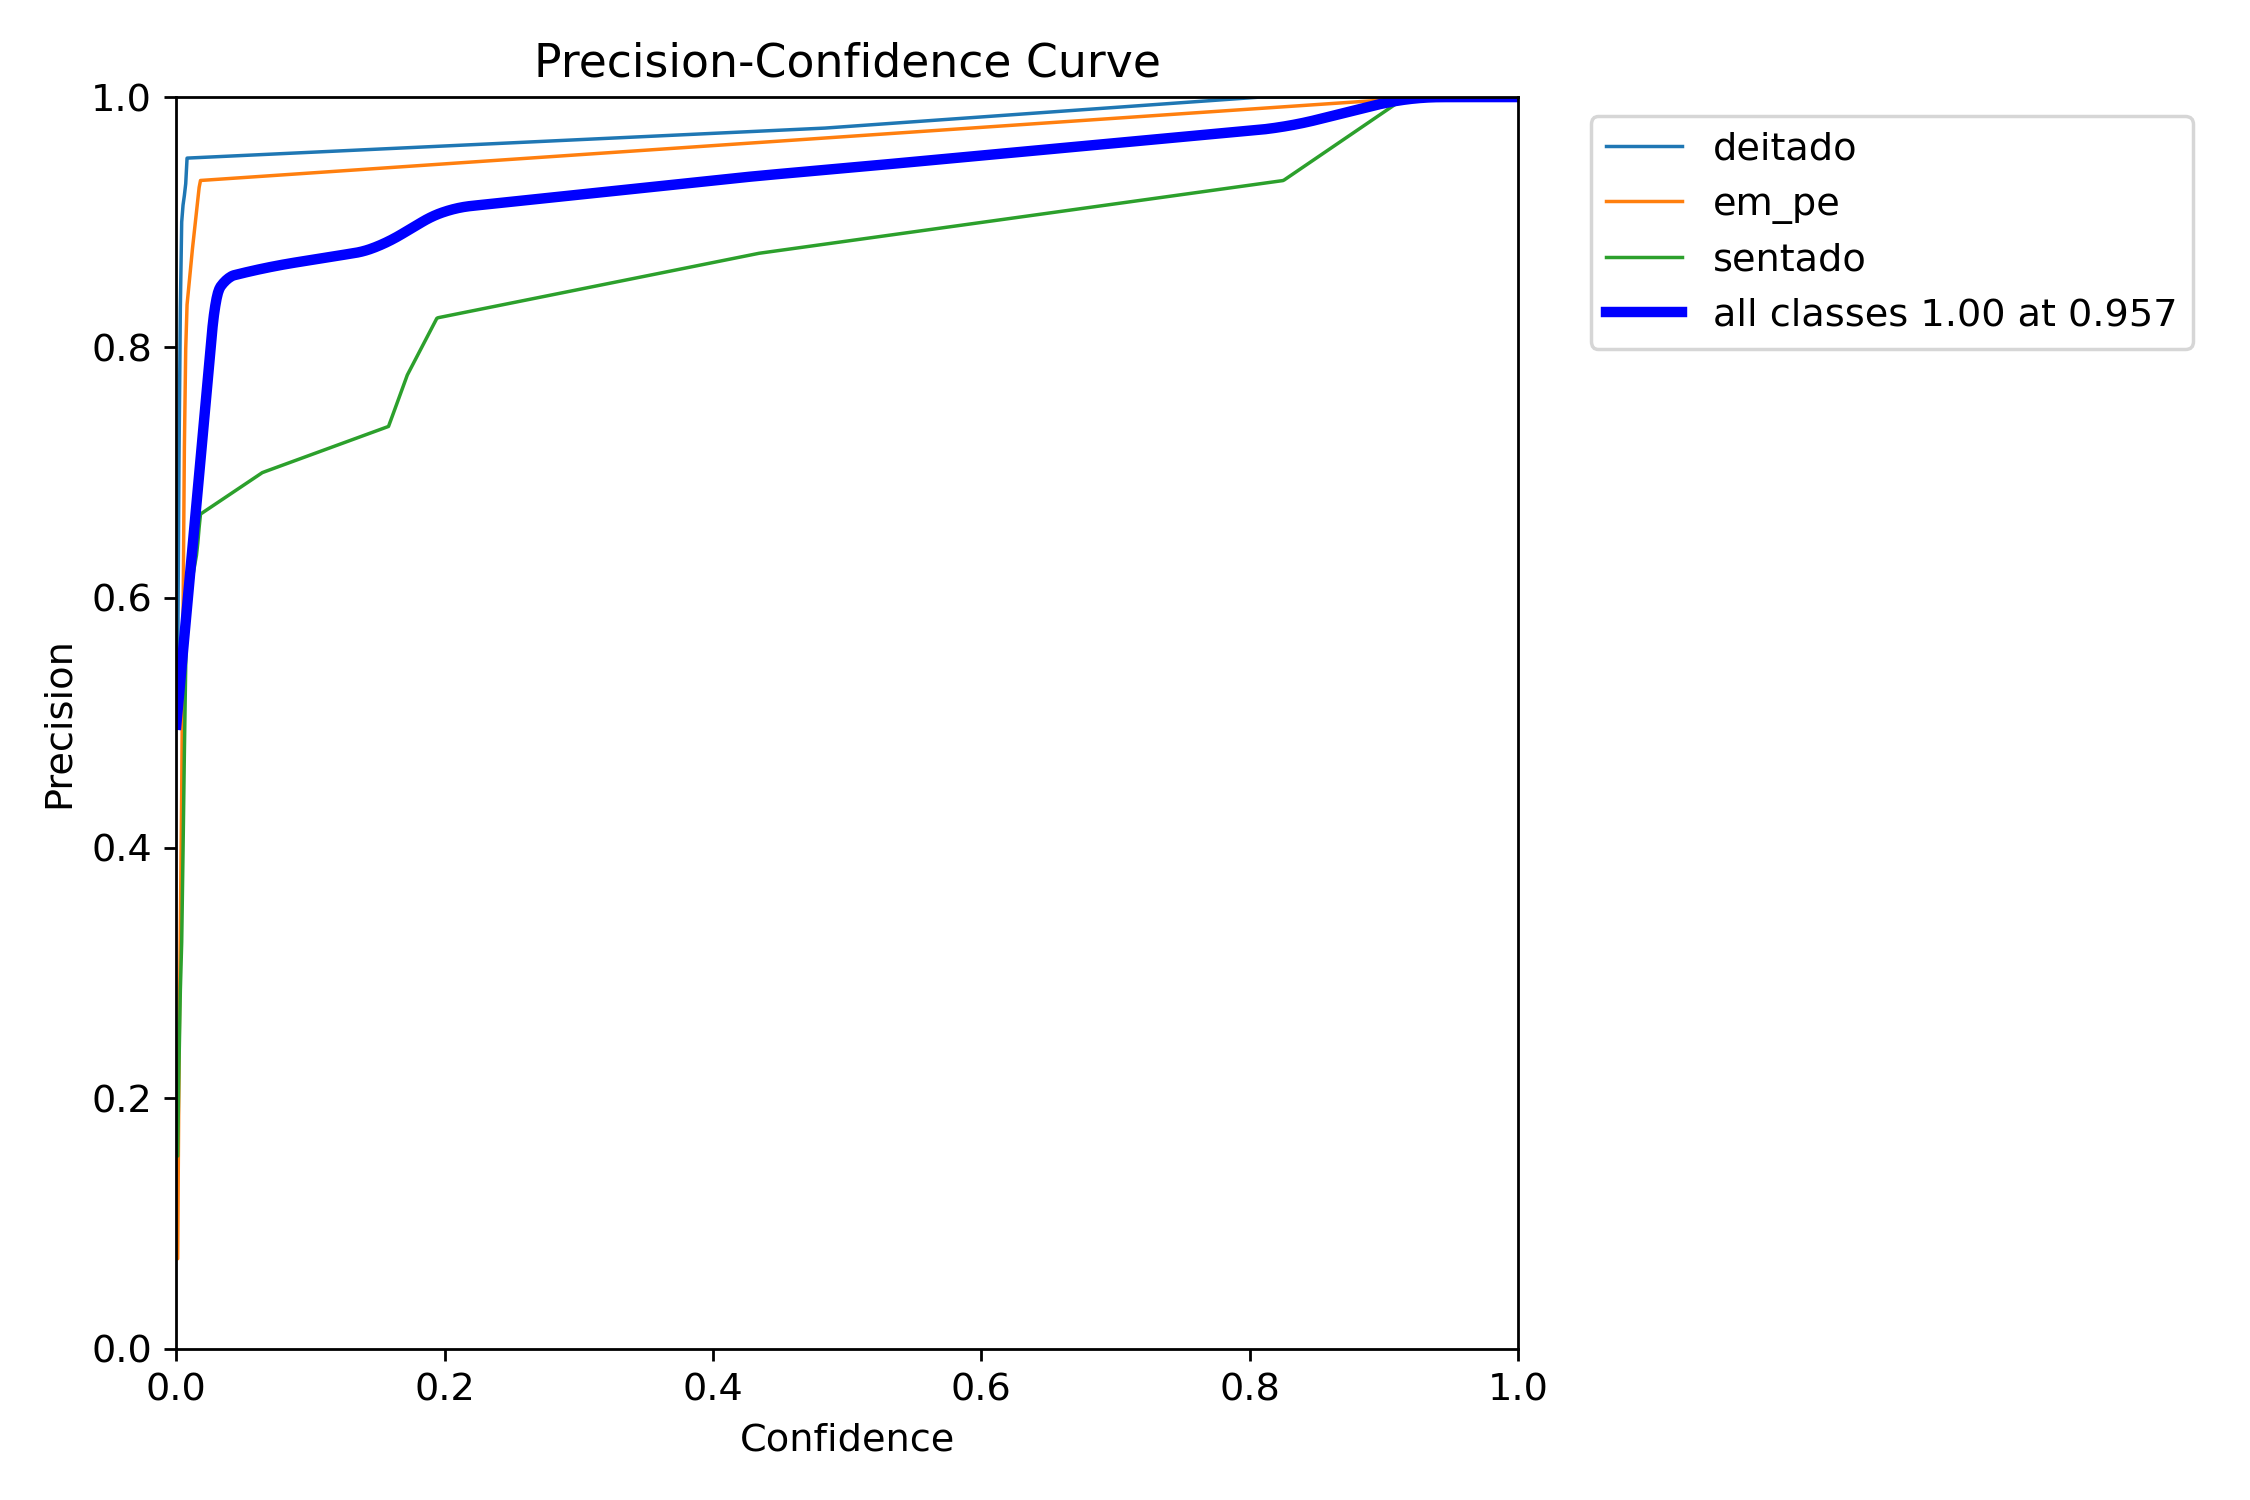 Precision-Confidence Curve
1.0
0.8
0.6
0.4
0.2
0.0
Precision
0.0 0.2 0.4 0.6 0.8 1.0
Confidence
deitado
em_pe
sentado
all classes 1.00 at 0.957